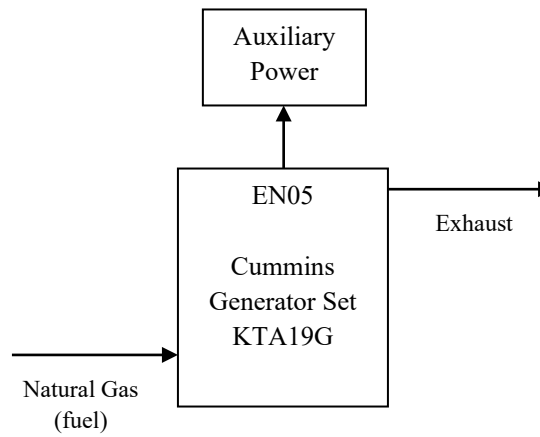 Auxiliary
Power
EN05
Exhaust
Cummins
Generator Set
KTA19G
Natural Gas
(fuel)